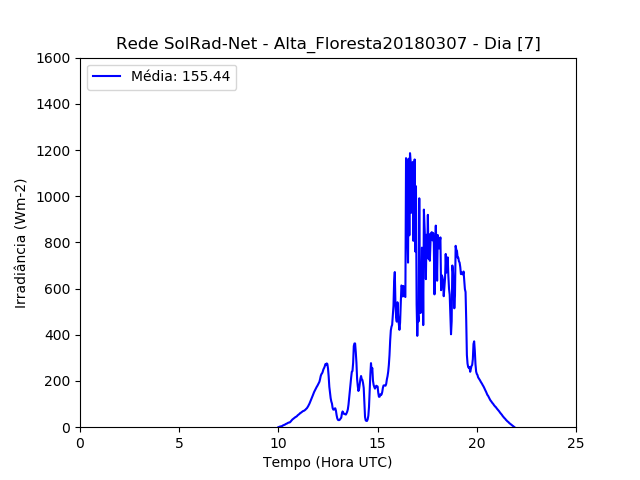 Rede SolRad-Net - Alta_Floresta20180307 - Dia [7]
Média: 155.44
Irradiância (Wm-2)
1600
1400
1200
1000
800
600
400
200
0
0 5 10 15 20 25
Tempo (Hora UTC)